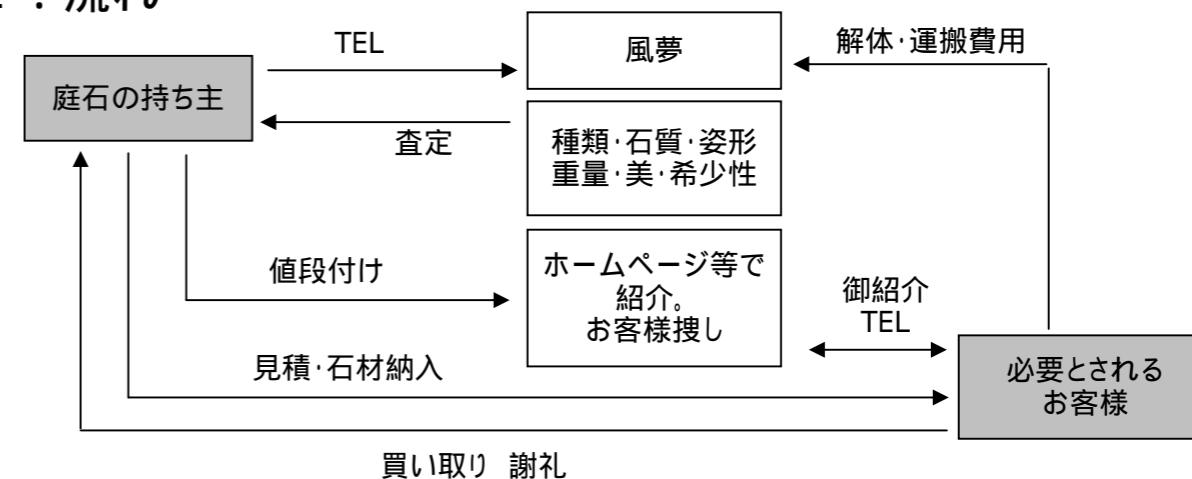 TEL
風夢
解体・運搬費用
庭石の持ち主
査定
種類・石質・姿形
重量・美・希少性
値段付け
ホームページ等で
紹介。
お客様捜し
御紹介
TEL
見積・石材納入
必要とされる
お客様
買い取り 謝礼